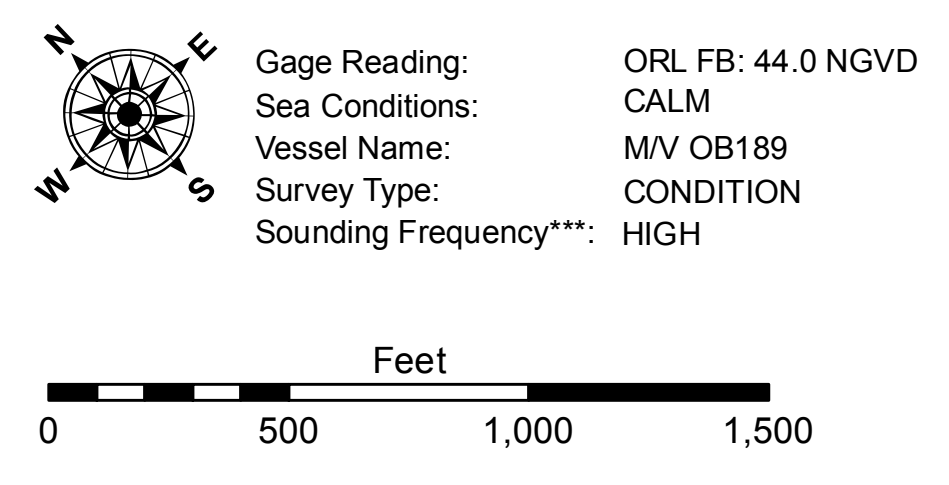 N E
W S
Gage Reading: ORL FB: 44.0 NGVD
Sea Conditions: CALM
Vessel Name: M/V OB189
Survey Type: CONDITION
Sounding Frequency***: HIGH
Feet
0 500 1,000 1,500